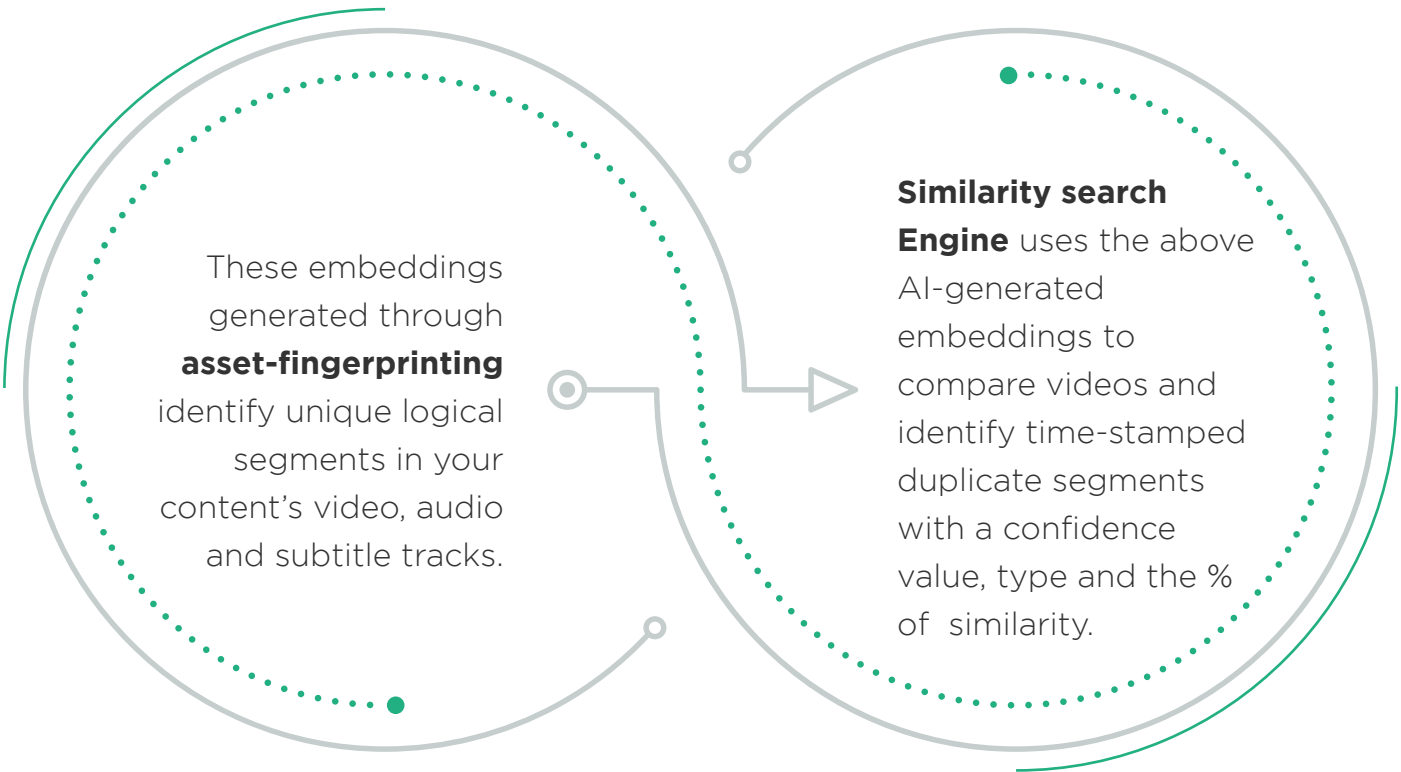 These embeddings
generated through
asset-fingerprinting
identify unique logical
segments in your
content’s video, audio
and subtitle tracks.
Similarity search
Engine uses the above
AI-generated
embeddings to
compare videos and
identify time-stamped
duplicate segments
with a confidence
value, type and the %
of  similarity.